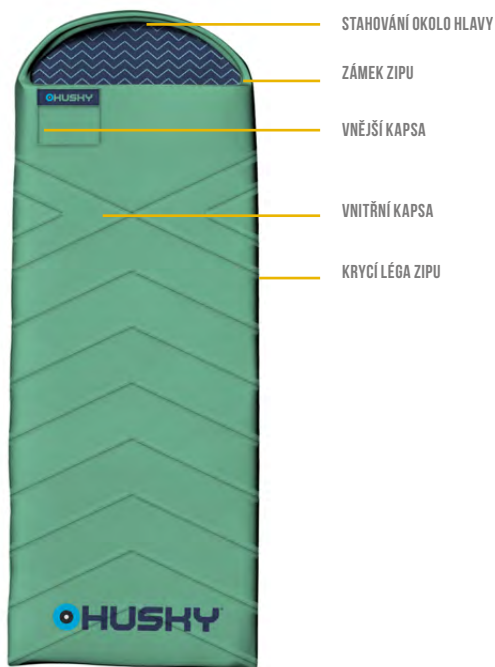 STAHOVÁNÍ OKOLO HLAVY
ZÁMEK ZIPU
HUSKY
VNĚJŠÍ KAPSA
VNITŘNÍ KAPSA
KRYCÍ LÉGA ZIPU
HUSKY